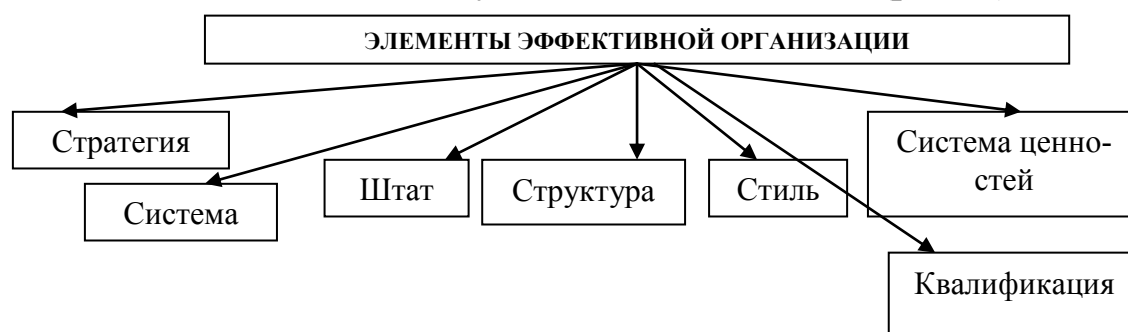 ЭЛЕМЕНТЫ ЭФФЕКТИВНОЙ ОРГАНИЗАЦИИ
Стратегия
Система
Штат
Структура
Стиль
Система ценно-
стей
Квалификация